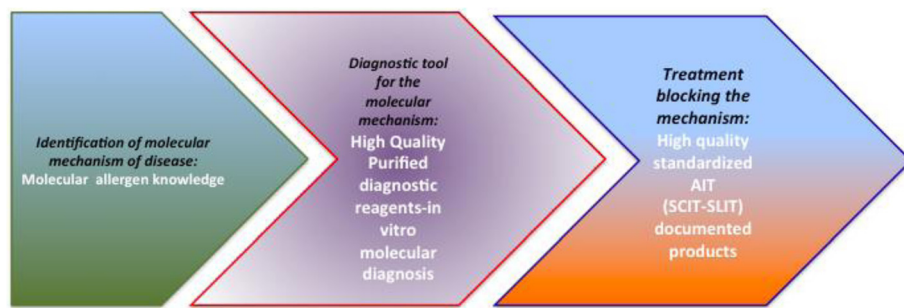 Identification of molecular
mechanism of disease:
Molecular allergen knowledge
Diagnostic tool
for the
molecular
mechanism:
High Quality
Purified
diagnostic
reagents-in
vitro
molecular
diagnosis
Treatment
blocking the
mechanism:
High quality
standardized
AIT
(SCIT-SLIT)
documented
products